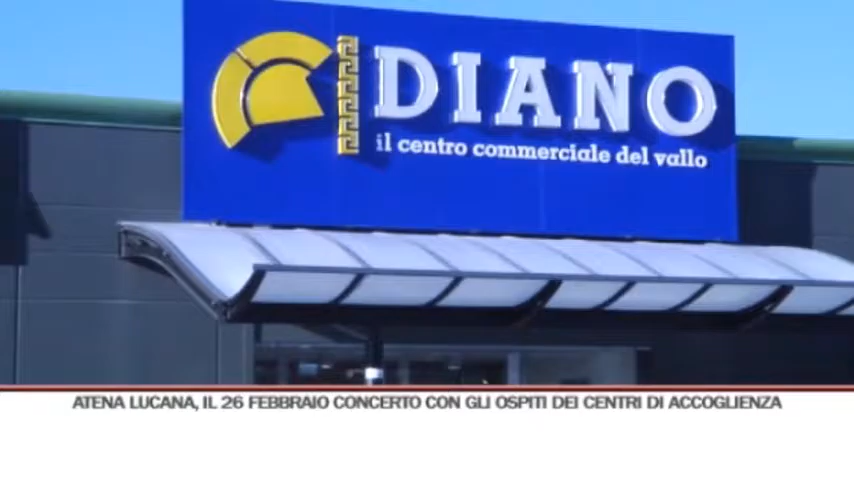 DIANO
il centro commerciale del vallo
ATENA LUCANA, IL 26 FEBBRAIO CONCERTO CON GLI OSPITI DEI CENTRI DI ACCOGLIENZA